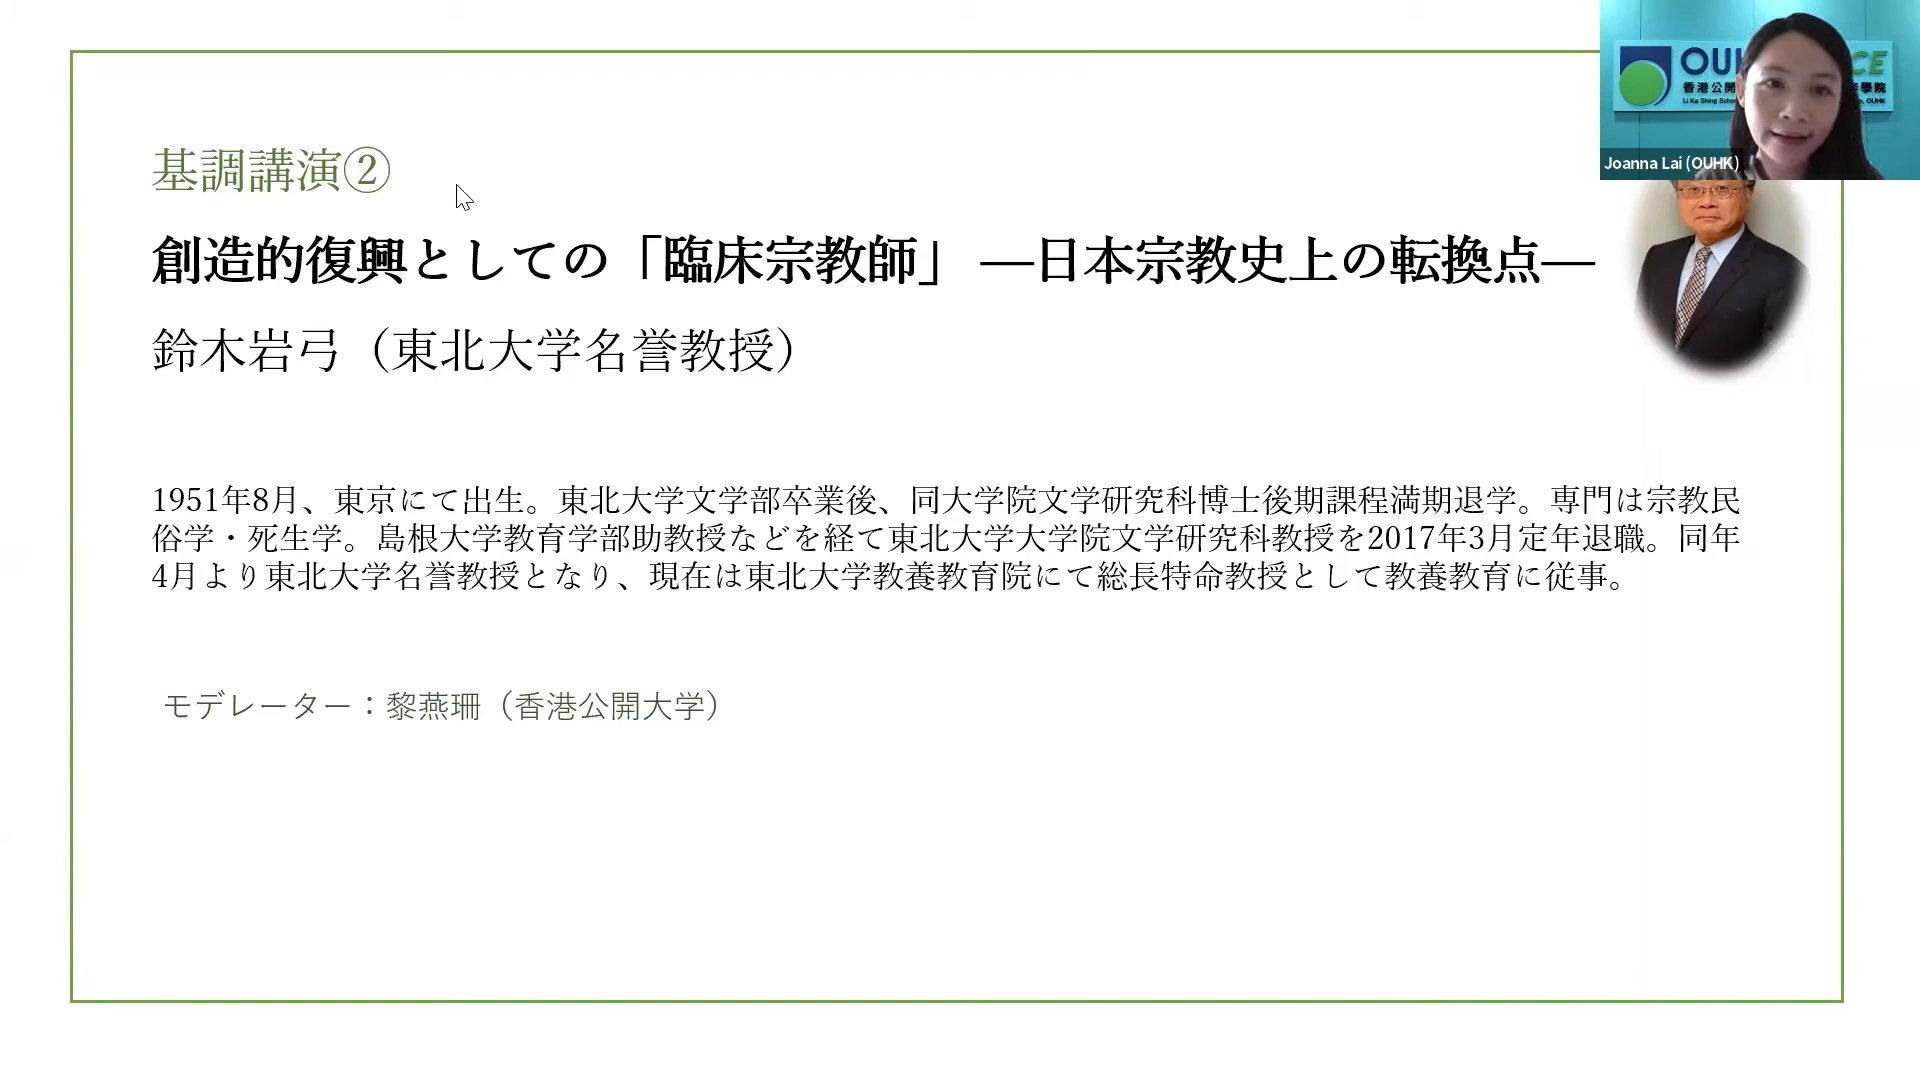 基調講演②
創造的復興としての「臨床宗教師」 ―日本宗教史上の転換点―
鈴木岩弓（東北大学名誉教授）
1951年8月、東京にて出生。東北大学文学部卒業後、同大学院文学研究科博士後期課程満期退学。専門は宗教民
俗学・死生学。島根大学教育学部助教授などを経て東北大学大学院文学研究科教授を2017年3月定年退職。同年
4月より東北大学名誉教授となり、現在は東北大学教養教育院にて総長特命教授として教養教育に従事。
モデレーター：黎燕珊（香港公開大学）
OU CE
香港公開 學院
Li Ka Shing Scho , OUHK
Joanna Lai (OUHK)